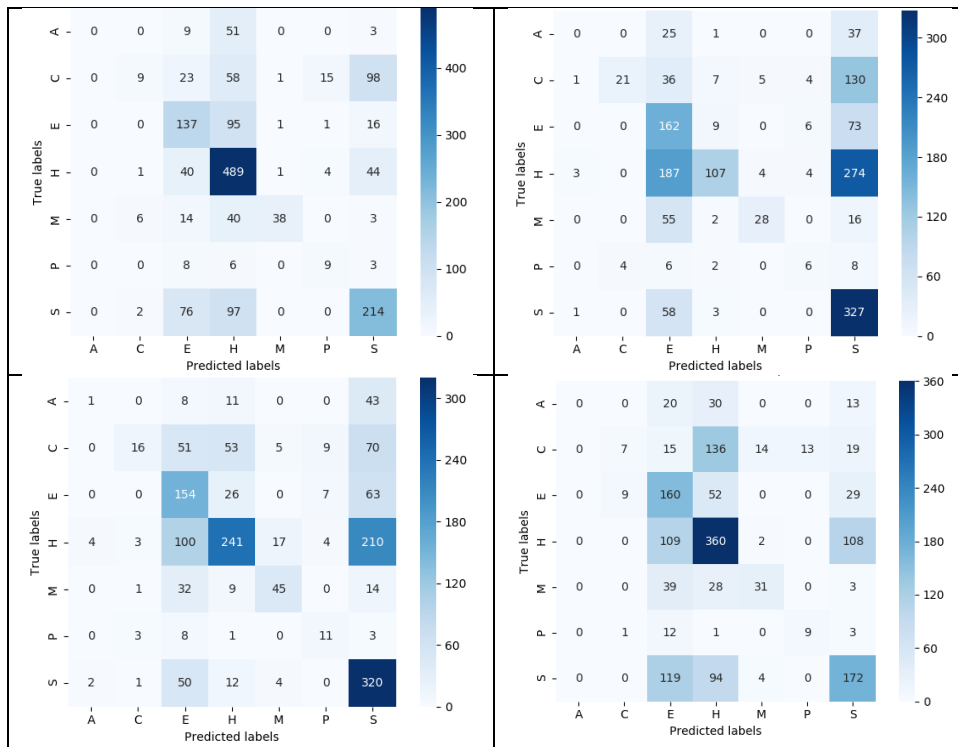 A 0 0 9 51 0 0 3
C 0 9 23 58 1 15 98
E 0 0 137 95 1 1 16
H 0 1 40 489 1 4 44
M 0 6 14 40 38 0 3
P 0 0 8 6 0 9 3
S 0 2 76 97 0 0 214
A C E H M P S
Predicted labels
True labels
400
300
200
100
0
A 0 0 25 1 0 0 37
C 1 21 36 7 5 4 130
E 0 0 162 9 0 6 73
H 3 0 187 107 4 4 274
M 0 0 55 2 28 0 16
P 0 4 6 2 0 6 8
S 1 0 58 3 0 0 327
A C E H M P S
Predicted labels
True labels
300
240
180
120
60
0
A 1 0 8 11 0 0 43
C 0 16 51 53 5 9 70
E 0 0 154 26 0 7 63
H 4 3 100 241 17 4 210
M 0 1 32 9 45 0 14
P 0 3 8 1 0 11 3
S 2 1 50 12 4 0 320
A C E H M P S
Predicted labels
True labels
300
240
180
120
60
0
A 0 0 20 30 0 0 13
C 0 7 15 136 14 13 19
E 0 9 160 52 0 0 29
H 0 0 109 360 2 0 108
M 0 0 39 28 31 0 3
P 0 1 12 1 0 9 3
S 0 0 119 94 4 0 172
A C E H M P S
Predicted labels
True labels
360
300
240
180
120
60
0